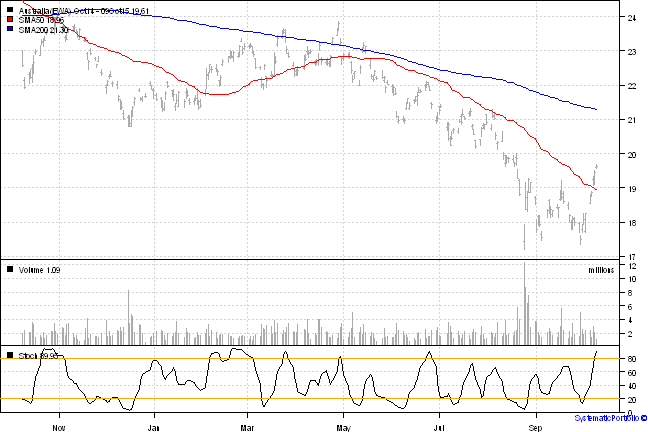 Australia(EWA) Oct14 - 09Oct15 19.61
SMA50 18.96
SMA200 21.30
24
23
22
21
20
19
18
17
Volume 1.09
millions
12
10
8
6
4
2
Stoch 89.95
80
60
40
20
0
Nov Jan Mar May Jul Sep
SystematicPortfolio ©